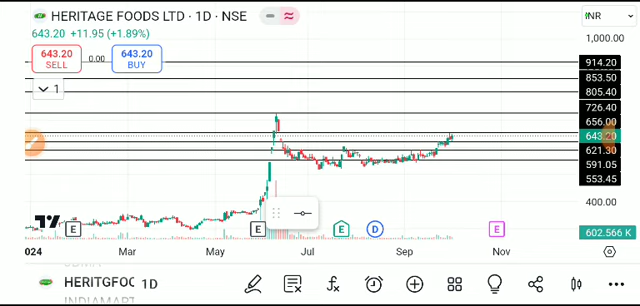 HERITAGE FOODS LTD · 1D · NSE
INR
643.20 +11.95 (+1.89%)
1,000.00
643.20
SELL
0.00
643.20
BUY
914.20
853.50
1
805.40
726.40
656.00
643.20
621.30
591.05
553.45
400.00
E
E
E
D
E
602.566 K
2024
Mar
May
Jul
Sep
Nov
HERITGFOC
1D
INDIAMART